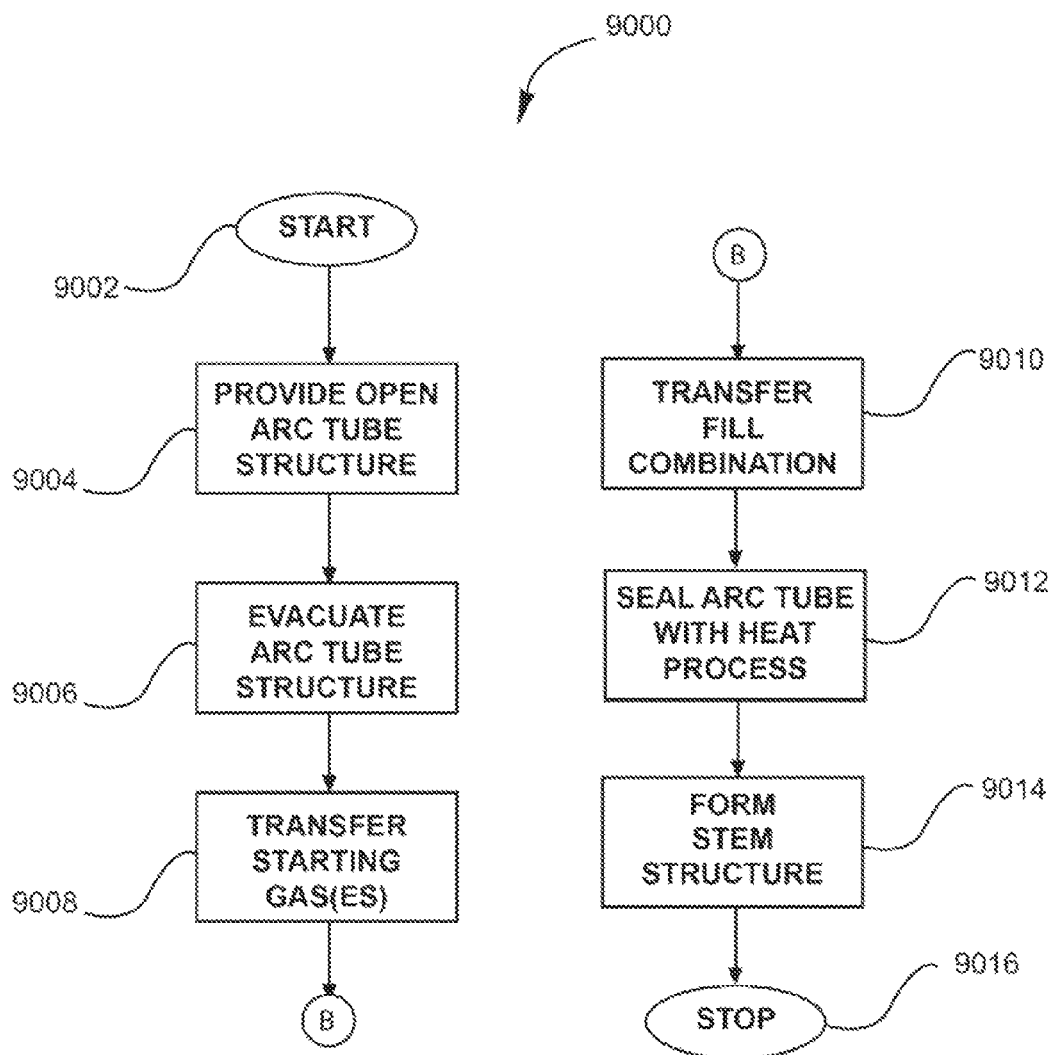 9000
START
9002
PROVIDE OPEN
ARC TUBE
STRUCTURE
9004
EVACUATE
ARC TUBE
STRUCTURE
9006
TRANSFER
STARTING
GAS(ES)
9008
B
B
TRANSFER
FILL
COMBINATION
9010
SEAL ARC TUBE
WITH HEAT
PROCESS
9012
FORM
STEM
STRUCTURE
9014
STOP
9016